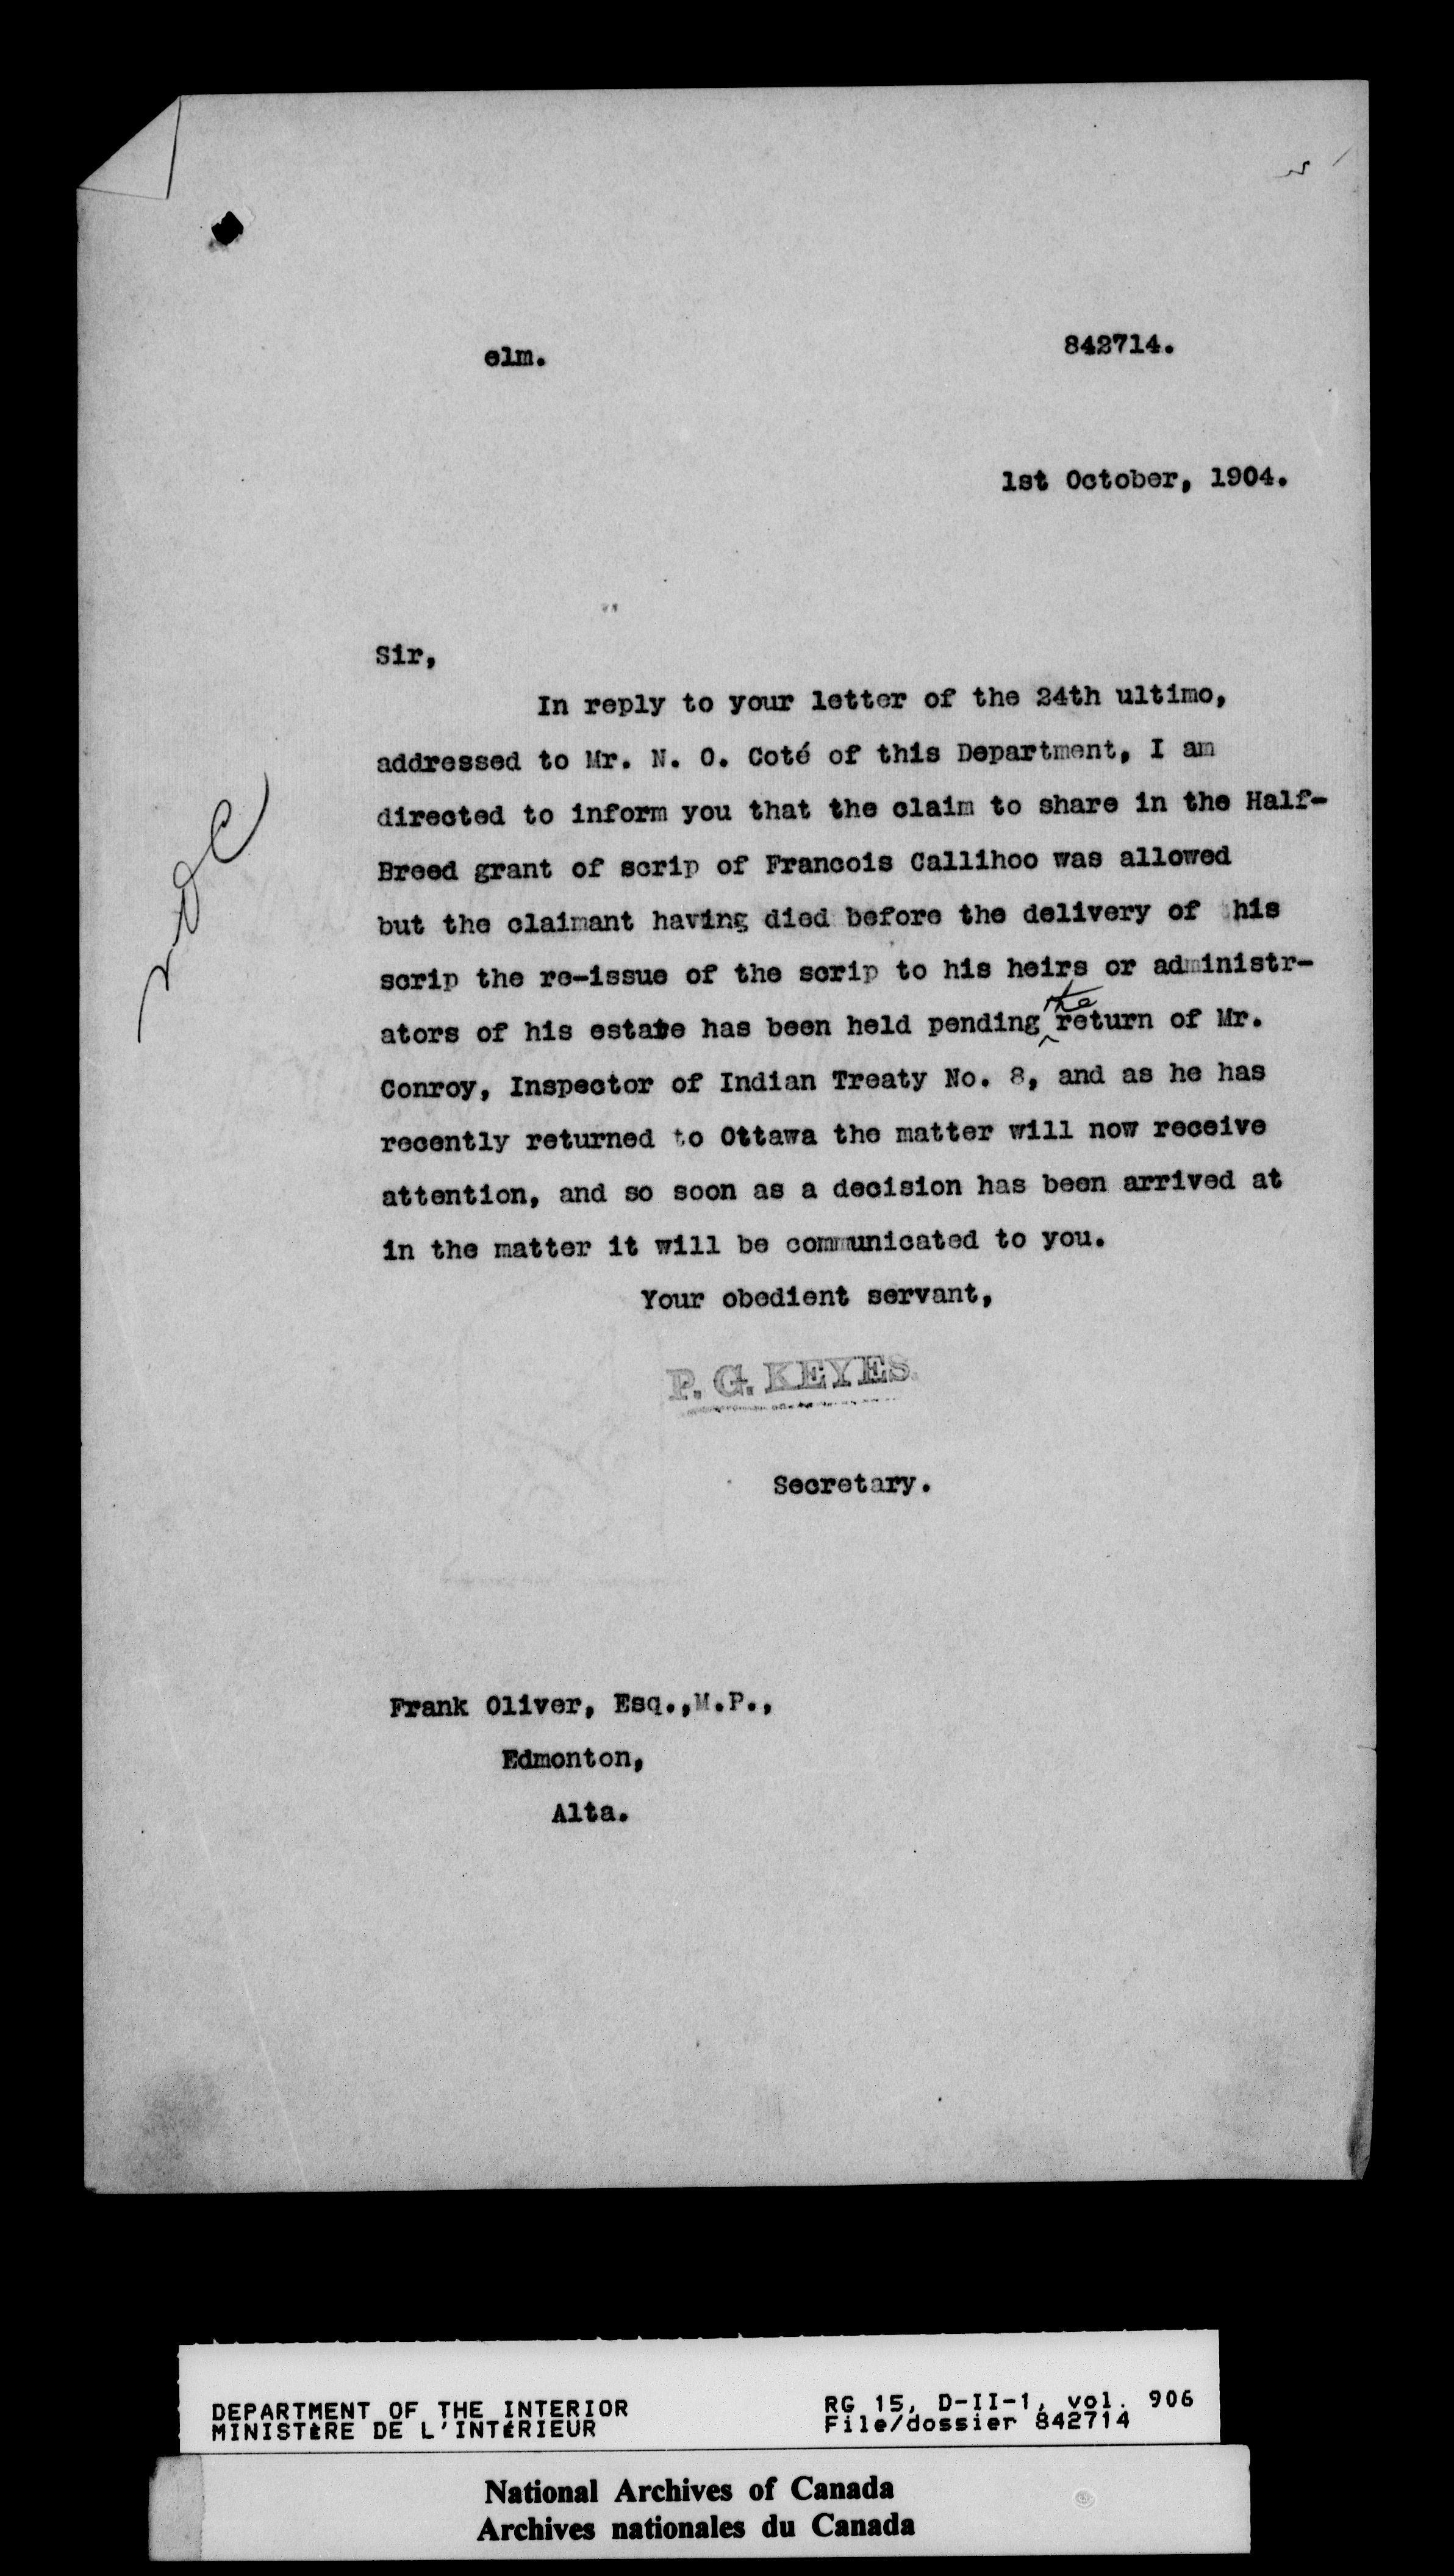 elm.
842714.
1st October, 1904.
Sir,
In reply to your letter of the 24th ultimo,
addressed to Mr. N. O. Coté of this Department, I am
directed to inform you that the claim to share in the Half-
Breed grant of scrip of Francois Callihoo was allowed
but the claimant having died before the delivery of his
scrip the re-issue of the scrip to his heirs or administr-
ators of his estate has been held pending the return of Mr.
Conroy, Inspector of Indian Treaty No. 8, and as he has
recently returned to Ottawa the matter will now receive
attention, and so soon as a decision has been arrived at
in the matter it will be communicated to you.
Your obedient servant,
P. G. KEYES.
Secretary.
Frank Oliver, Esq.,M.P.,
Edmonton,
Alta.
DEPARTMENT OF THE INTERIOR
MINISTÈRE DE L'INTÉRIEUR
RG 15, D-II-1, vol. 906
File/dossier 842714
National Archives of Canada
Archives nationales du Canada